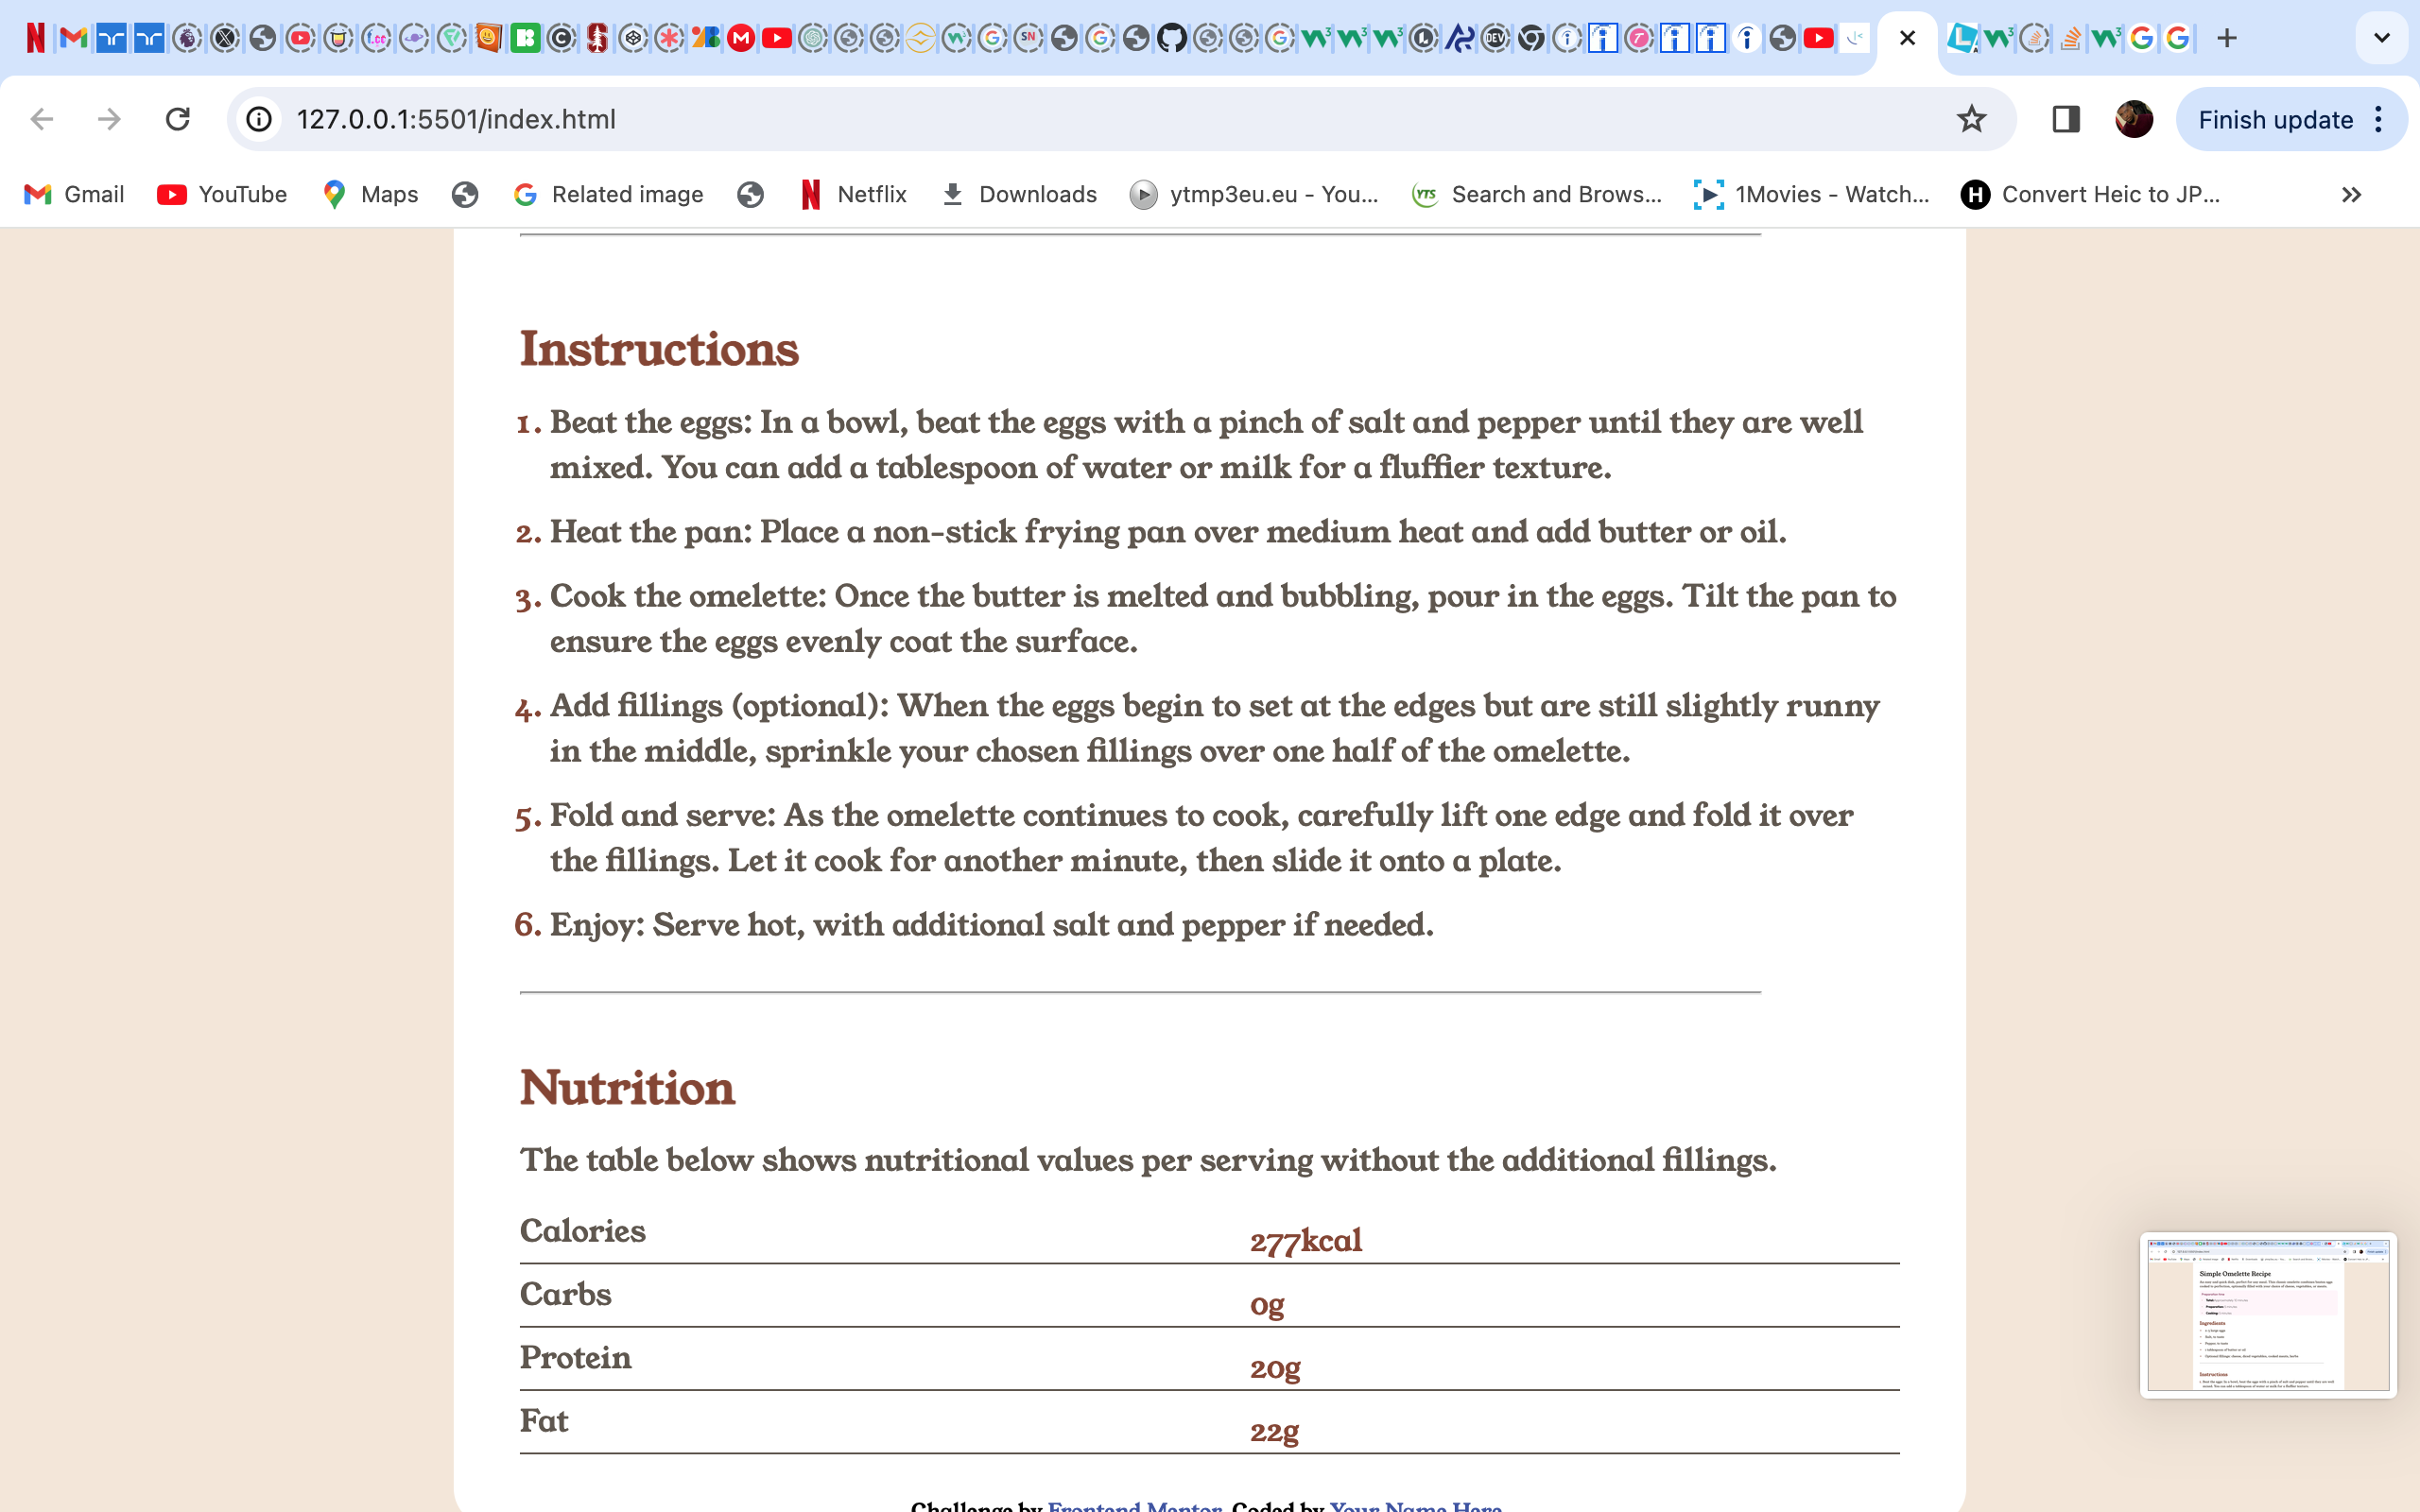 127.0.0.1:5501/index.html
Finish update
Gmail YouTube Maps Related image Netflix Downloads ytmp3eu.eu - You... YTS Search and Brows... 1Movies - Watch... H Convert Heic to JP...
Instructions
1. Beat the eggs: In a bowl, beat the eggs with a pinch of salt and pepper until they are well
mixed. You can add a tablespoon of water or milk for a fluffier texture.
2. Heat the pan: Place a non-stick frying pan over medium heat and add butter or oil.
3. Cook the omelette: Once the butter is melted and bubbling, pour in the eggs. Tilt the pan to
ensure the eggs evenly coat the surface.
4. Add fillings (optional): When the eggs begin to set at the edges but are still slightly runny
in the middle, sprinkle your chosen fillings over one half of the omelette.
5. Fold and serve: As the omelette continues to cook, carefully lift one edge and fold it over
the fillings. Let it cook for another minute, then slide it onto a plate.
6. Enjoy: Serve hot, with additional salt and pepper if needed.
Nutrition
The table below shows nutritional values per serving without the additional fillings.
Calories 277kcal
Carbs 0g
Protein 20g
Fat 22g
Challenge by Frontend Mentor. Coded by Your Name Here.
Simple Omelette Recipe
Ingredients
Instructions